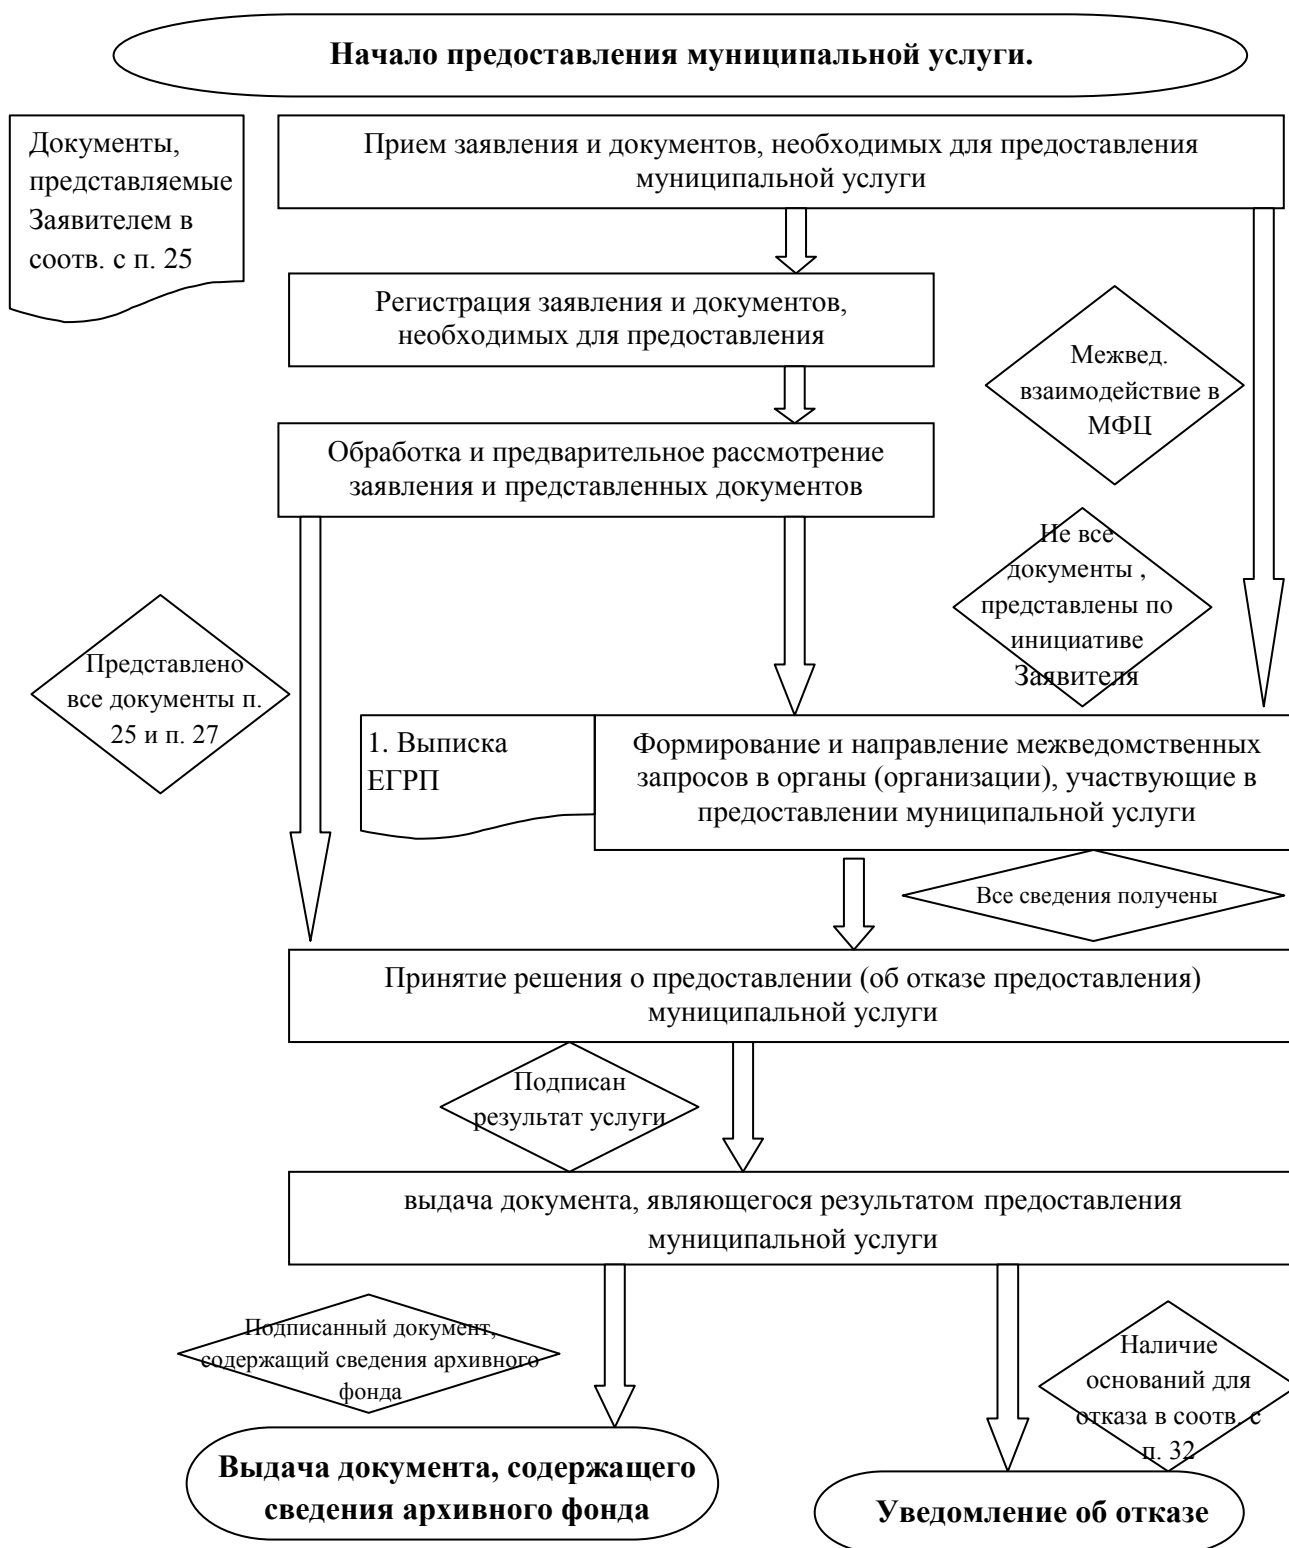 Начало предоставления муниципальной услуги.
Документы,
представляемые
Заявителем в
соотв. с п. 25
Прием заявления и документов, необходимых для предоставления
муниципальной услуги
Регистрация заявления и документов,
необходимых для предоставления
Межвед.
взаимодействие в
МФЦ
Обработка и предварительное рассмотрение
заявления и представленных документов
Не все
документы ,
представлены по
инициативе
Заявителя
Представлено
все документы п.
25 и п. 27
1. Выписка
ЕГРП
Формирование и направление межведомственных
запросов в органы (организации), участвующие в
предоставлении муниципальной услуги
Все сведения получены
Принятие решения о предоставлении (об отказе предоставления)
муниципальной услуги
Подписан
результат услуги
выдача документа, являющегося результатом предоставления
муниципальной услуги
Подписанный документ,
содержащий сведения архивного
фонда
Наличие
оснований для
отказа в соотв. с
п. 32
Выдача документа, содержащего
сведения архивного фонда
Уведомление об отказе